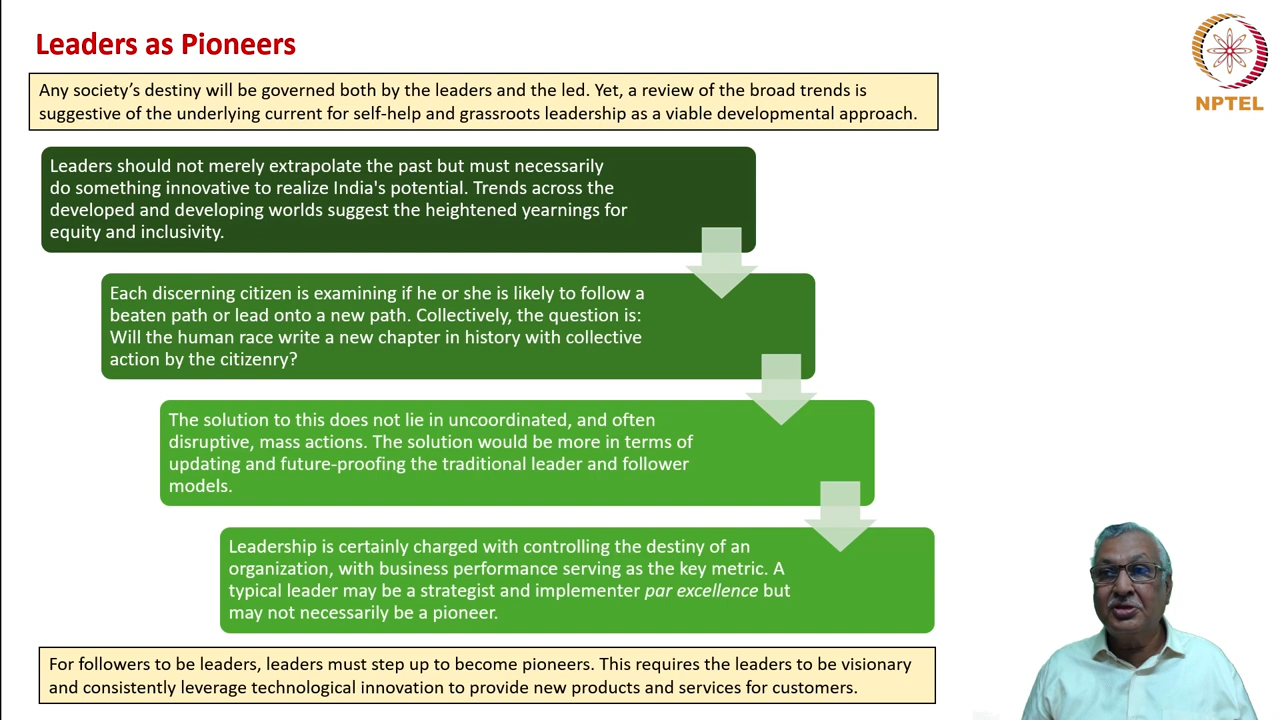 Leaders as Pioneers
NPTEL
Any society's destiny will be governed both by the leaders and the led. Yet, a review of the broad trends is
suggestive of the underlying current for self-help and grassroots leadership as a viable developmental approach.
Leaders should not merely extrapolate the past but must necessarily
do something innovative to realize India's potential. Trends across the
developed and developing worlds suggest the heightened yearnings for
equity and inclusivity.
Each discerning citizen is examining if he or she is likely to follow a
beaten path or lead onto a new path. Collectively, the question is:
Will the human race write a new chapter in history with collective
action by the citizenry?
The solution to this does not lie in uncoordinated, and often
disruptive, mass actions. The solution would be more in terms of
updating and future-proofing the traditional leader and follower
models.
Leadership is certainly charged with controlling the destiny of an
organization, with business performance serving as the key metric. A
typical leader may be a strategist and implementer par excellence but
may not necessarily be a pioneer.
For followers to be leaders, leaders must step up to become pioneers. This requires the leaders to be visionary
and consistently leverage technological innovation to provide new products and services for customers.